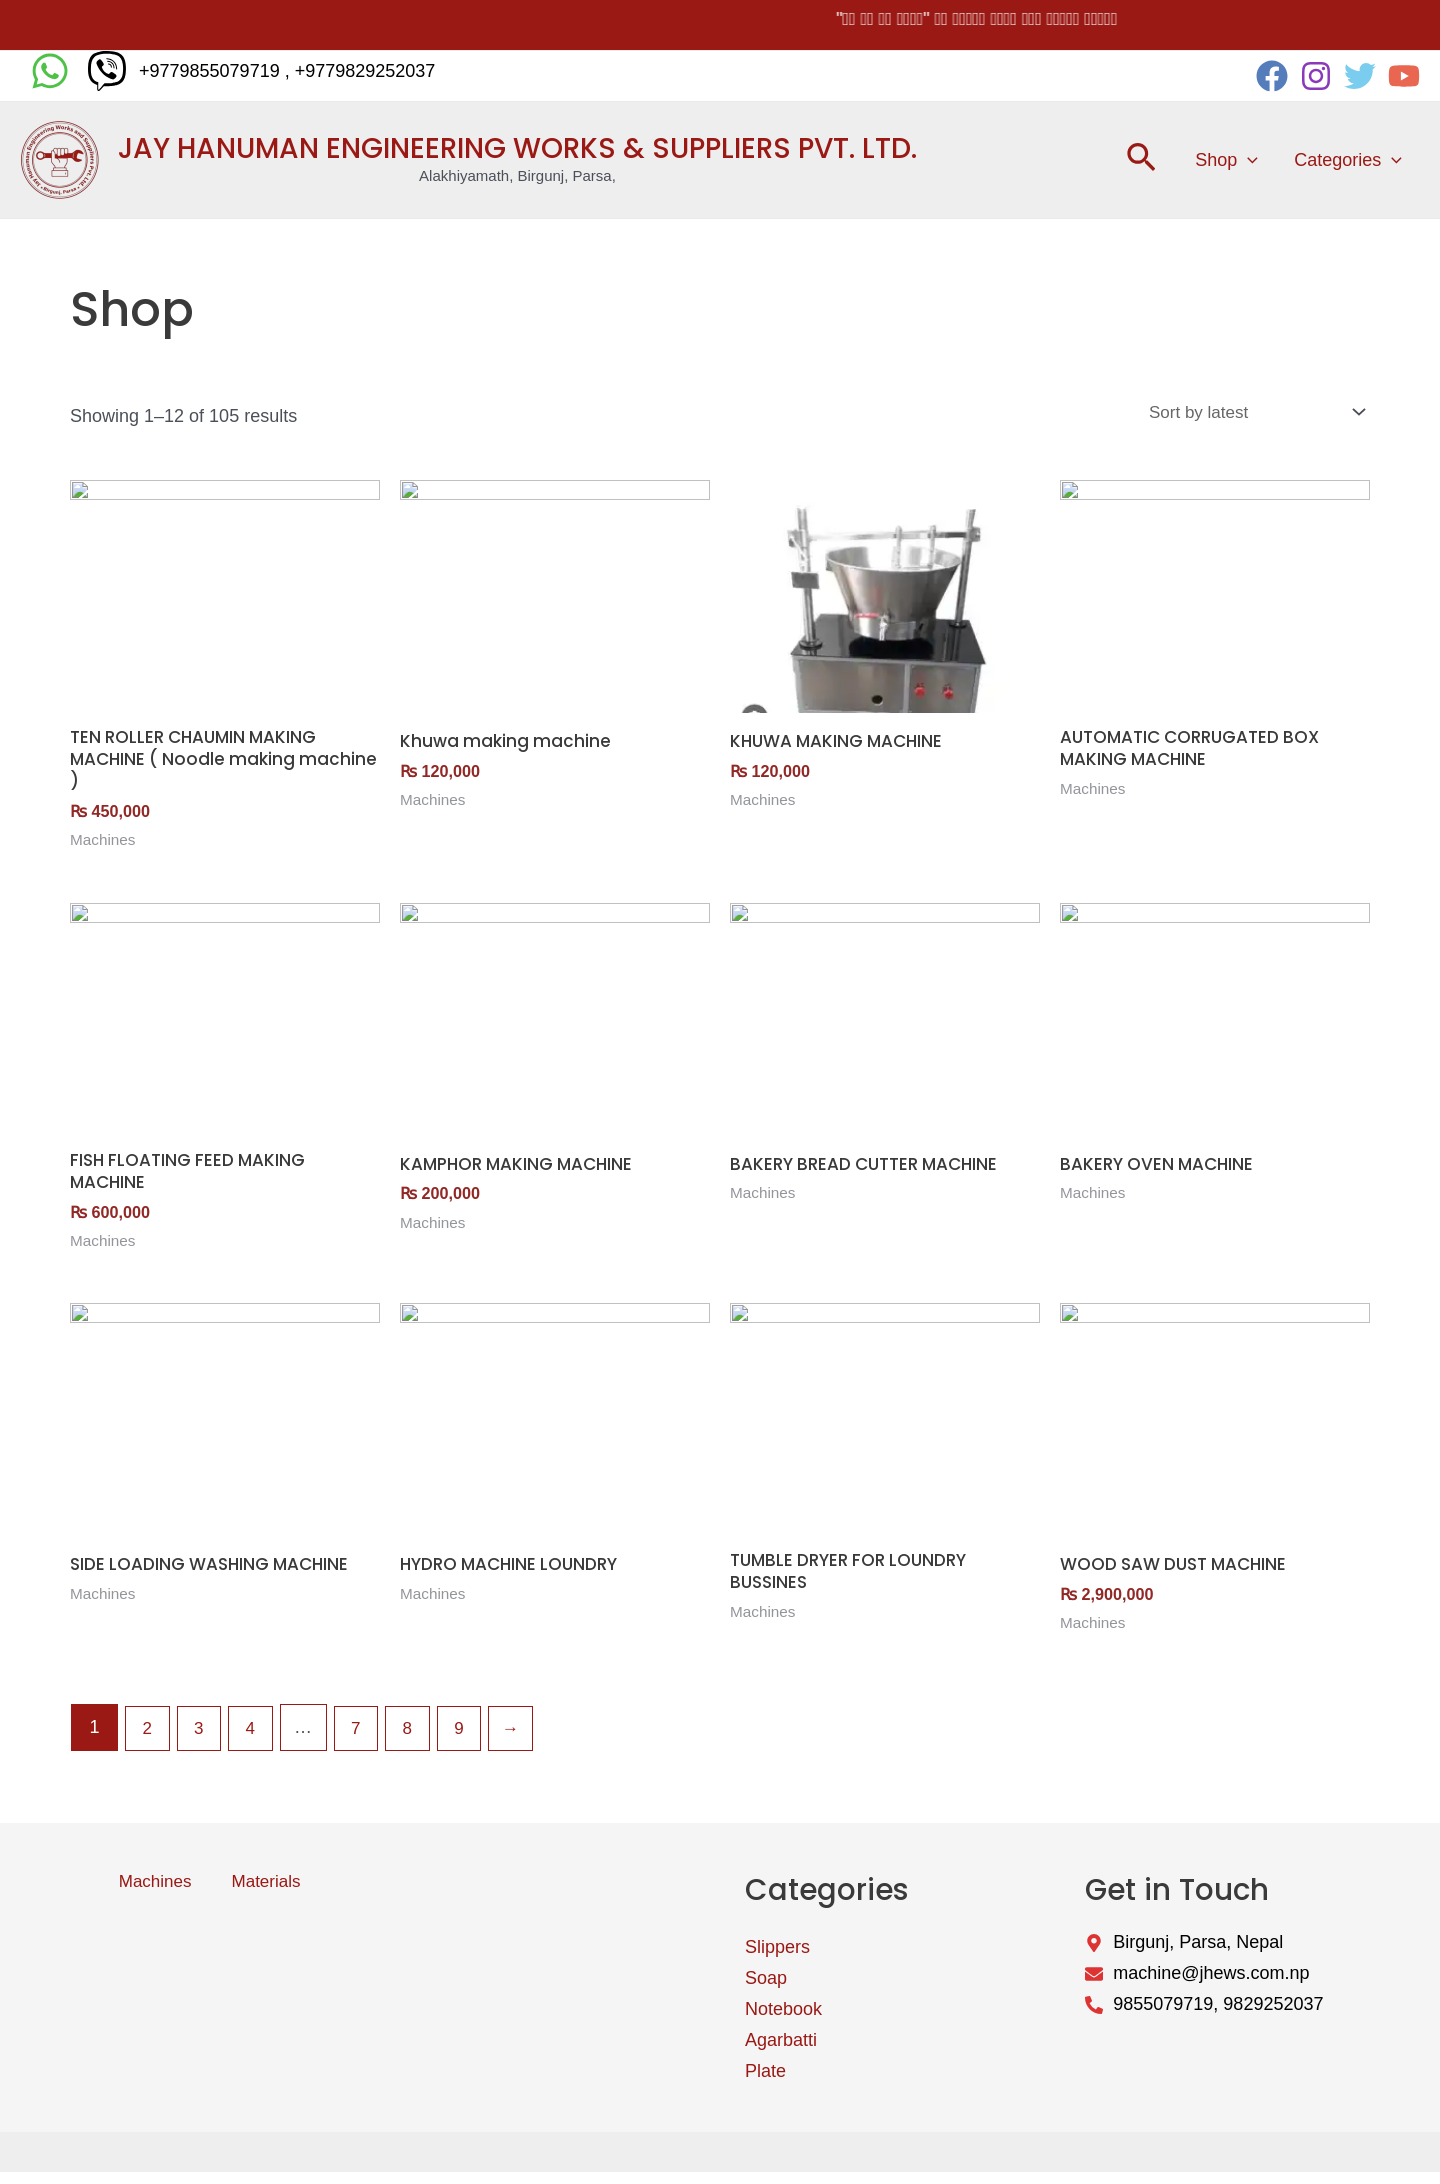 +9779855079719 , +9779829252037
JAY HANUMAN ENGINEERING WORKS & SUPPLIERS PVT. LTD.
Alakhiyamath, Birgunj, Parsa,
Shop
Categories
Shop
Showing 1–12 of 105 results
Sort by latest
TEN ROLLER CHAUMIN MAKING
MACHINE ( Noodle making machine
)
₨ 450,000
Machines
Khuwa making machine
₨ 120,000
Machines
KHUWA MAKING MACHINE
₨ 120,000
Machines
AUTOMATIC CORRUGATED BOX
MAKING MACHINE
Machines
FISH FLOATING FEED MAKING
MACHINE
₨ 600,000
Machines
KAMPHOR MAKING MACHINE
₨ 200,000
Machines
BAKERY BREAD CUTTER MACHINE
Machines
BAKERY OVEN MACHINE
Machines
SIDE LOADING WASHING MACHINE
Machines
HYDRO MACHINE LOUNDRY
Machines
TUMBLE DRYER FOR LOUNDRY
BUSSINES
Machines
WOOD SAW DUST MACHINE
₨ 2,900,000
Machines
1 2 3 4 … 7 8 9 →
Machines Materials
Categories
Slippers
Soap
Notebook
Agarbatti
Plate
Get in Touch
Birgunj, Parsa, Nepal
machine@jhews.com.np
9855079719, 9829252037